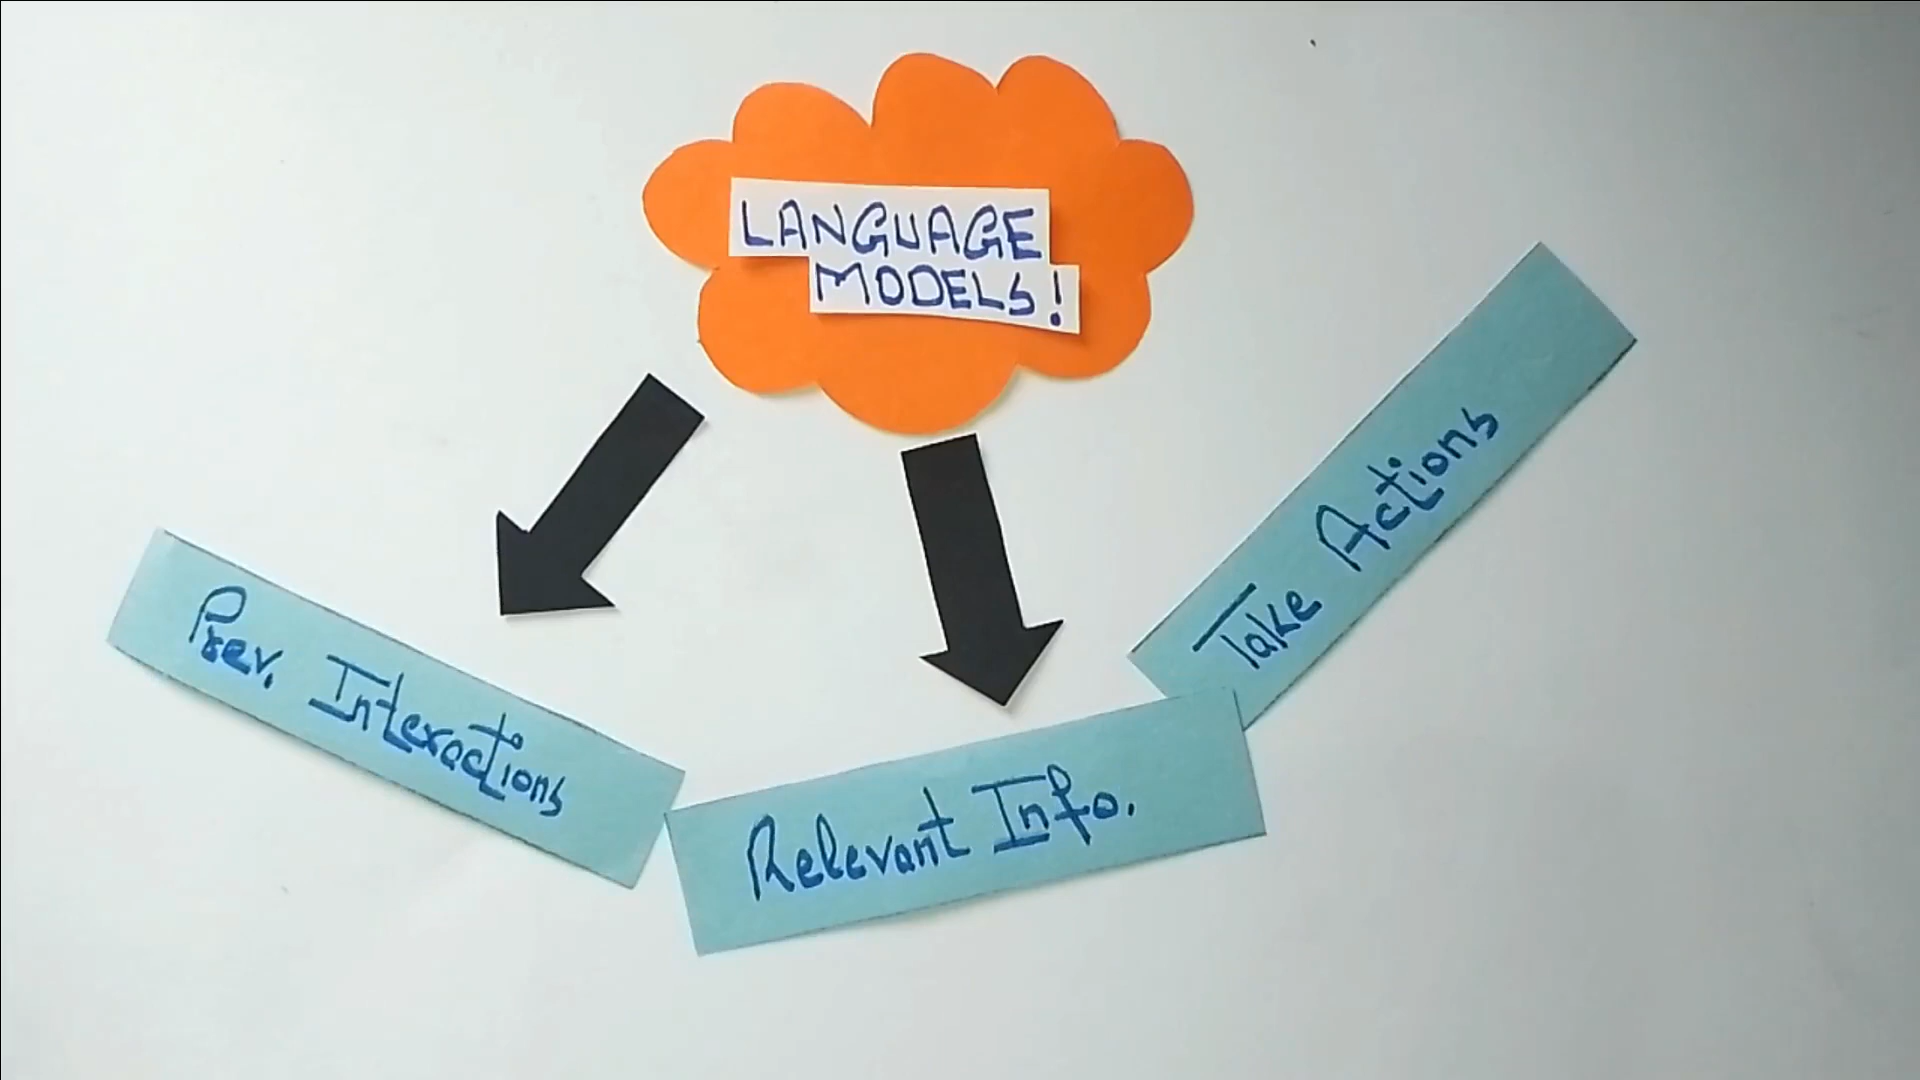 LANGUAGE
MODELS!
Prev. Interactions
Relevant Info.
Take Actions